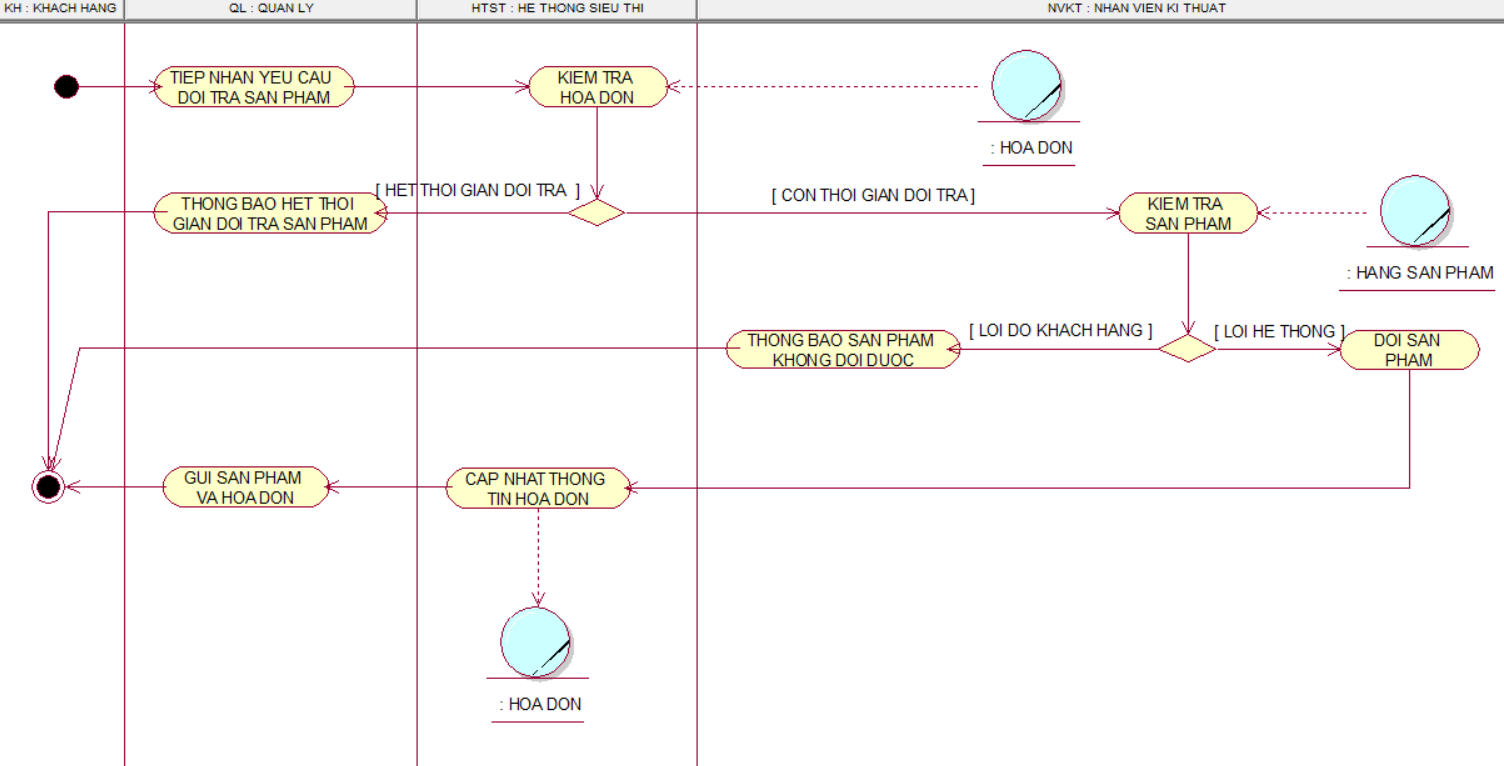 KH : KHACH HANG
QL : QUAN LY
HTST : HE THONG SIEU THI
NVKT : NHAN VIEN KI THUAT
TIEP NHAN YEU CAU
DOI TRA SAN PHAM
KIEM TRA
HOA DON
: HOA DON
[ HET THOI GIAN DOI TRA ]
[ CON THOI GIAN DOI TRA ]
THONG BAO HET THOI
GIAN DOI TRA SAN PHAM
KIEM TRA
SAN PHAM
: HANG SAN PHAM
[ LOI DO KHACH HANG ]
[ LOI HE THONG ]
THONG BAO SAN PHAM
KHONG DOI DUOC
DOI SAN
PHAM
GUI SAN PHAM
VA HOA DON
CAP NHAT THONG
TIN HOA DON
: HOA DON